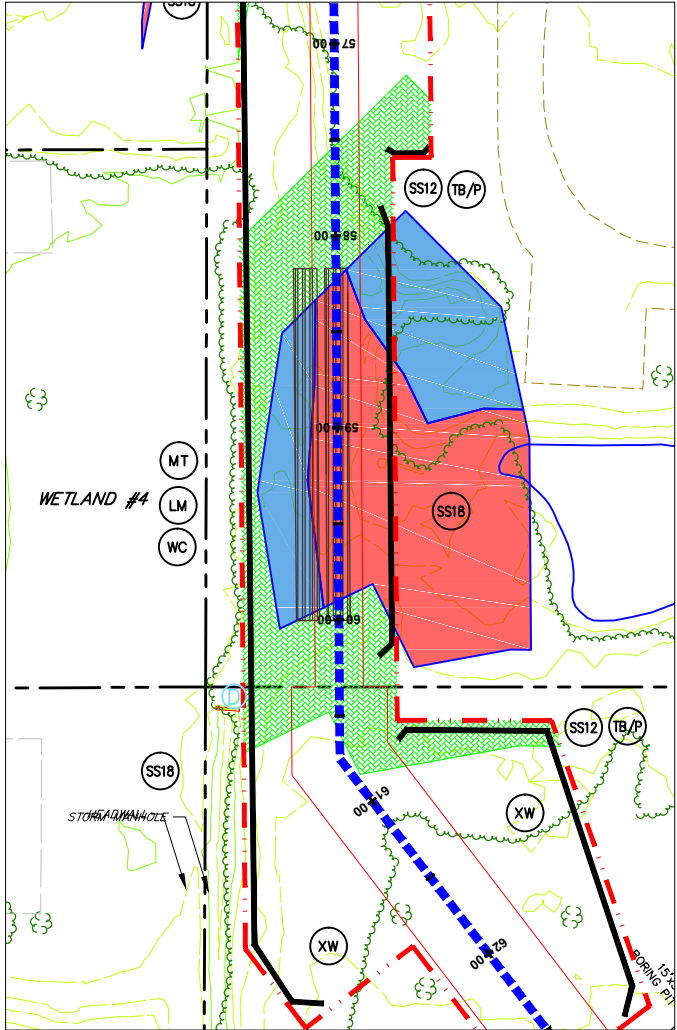 57+00
SS12
TB/P
58+00
59+00
MT
WETLAND #4
LM
SS18
WC
60+00
D
SS12
TB/P
SS18
61+00
HEADWALL
STORM MANHOLE
XW
XW
62+00
BORING PIT